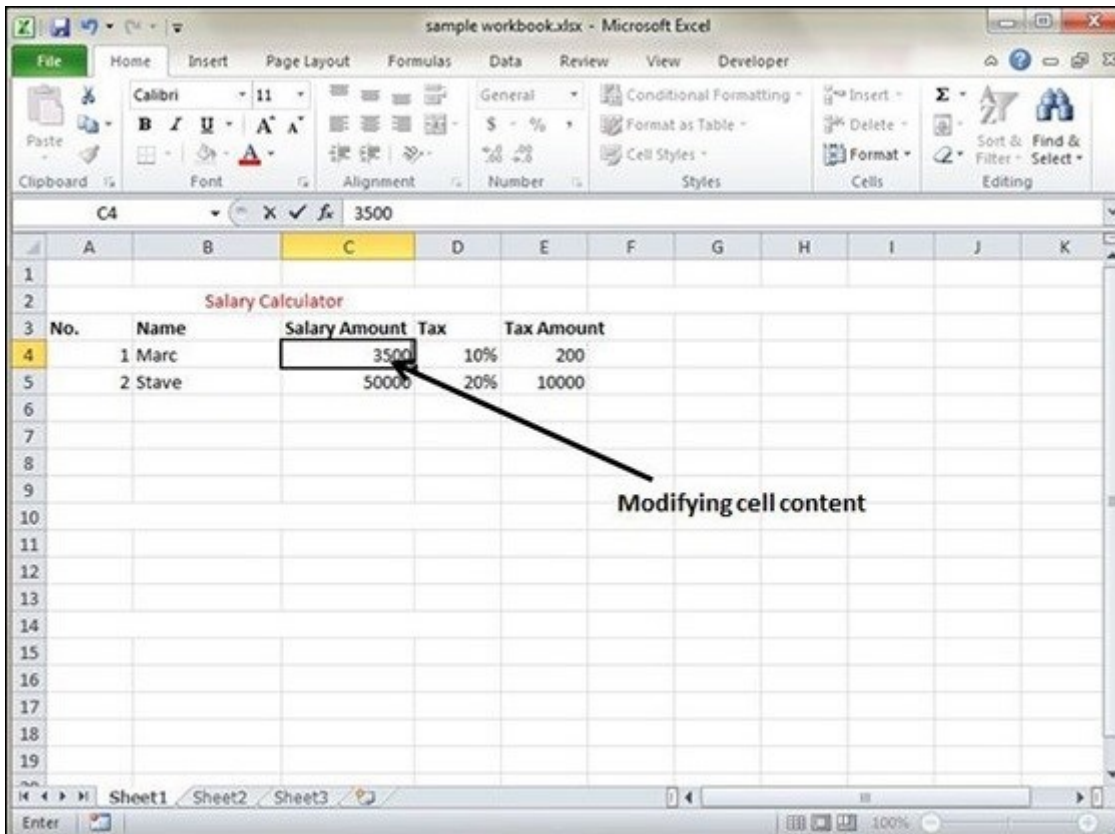 sample workbook.xlsx - Microsoft Excel
File Home Insert Page Layout Formulas Data Review View Developer
Calibri 11 General Conditional Formatting Insert Σ
Paste B I U A A A $ % , Format as Table Delete Sort & Find &
Cell Styles Format Filter Select
Clipboard Font Alignment Number Styles Cells Editing
C4 fx 3500
A B C D E F G H I J K
1
2 Salary Calculator
3 No. Name Salary Amount Tax Tax Amount
4 1 Marc 3500 10% 200
5 2 Stave 50000 20% 10000
6
7
8
9
Modifying cell content
10
11
12
13
14
15
16
17
18
19
Sheet1 Sheet2 Sheet3
Enter 100%